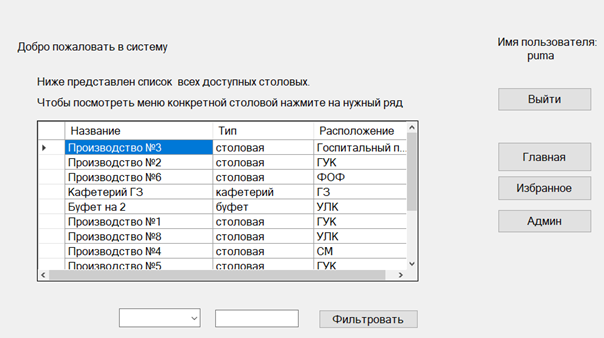 Добро пожаловать в систему
Имя пользователя:
puma
Ниже представлен список всех доступных столовых.
Чтобы посмотреть меню конкретной столовой нажмите на нужный ряд
Выйти
Главная
Избранное
Админ
Название Тип Расположение
Производство №3 столовая Госпитальный п...
Производство №2 столовая ГУК
Производство №6 столовая ФОФ
Кафетерий ГЗ кафетерий ГЗ
Буфет на 2 буфет УЛК
Производство №1 столовая ГУК
Производство №8 столовая УЛК
Производство №4 столовая СМ
Производство №5 столовая ГУК
Фильтровать